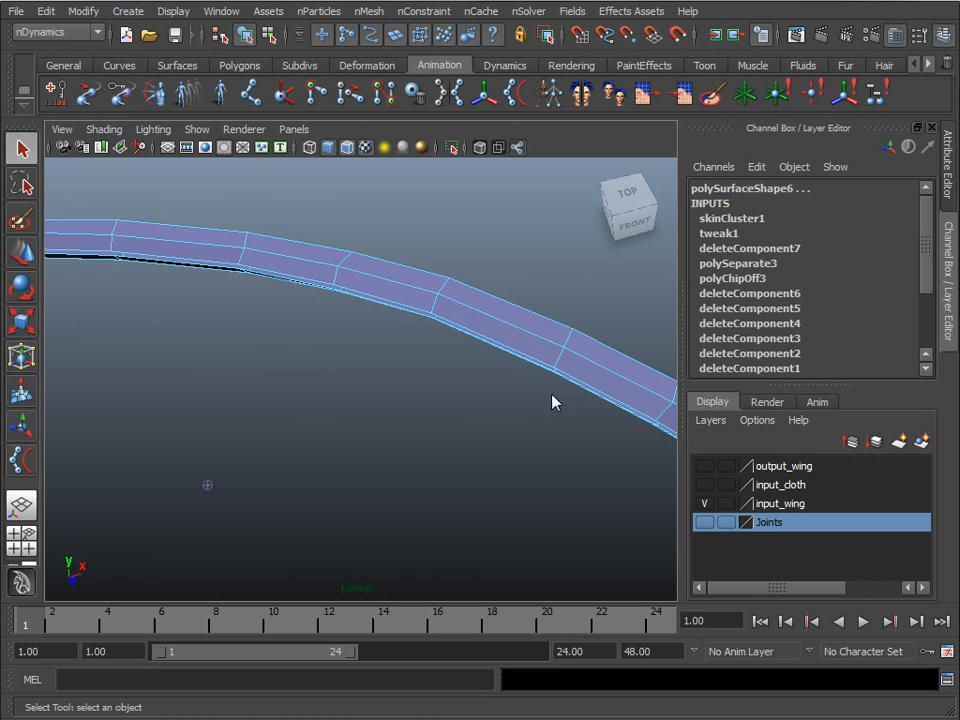 File Edit Modify Create Display Window Assets nParticles nMesh nConstraint nCache nSolver Fields Effects Assets Help
nDynamics
General Curves Surfaces Polygons Subdivs Deformation Animation Dynamics Rendering PaintEffects Toon Muscle Fluids Fur Hair
View Shading Lighting Show Renderer Panels
TOP
FRONT
y
x
persp
Channel Box / Layer Editor
Channels Edit Object Show
polySurfaceShape6 . . .
INPUTS
skinCluster1
tweak1
deleteComponent7
polySeparate3
polyChipOff3
deleteComponent6
deleteComponent5
deleteComponent4
deleteComponent3
deleteComponent2
deleteComponent1
Attribute Editor
Channel Box / Layer Editor
Display Render Anim
Layers Options Help
output_wing
input_cloth
V input_wing
Joints
1 2 4 6 8 10 12 14 16 18 20 22 24 1.00
1.00 1.00 1 24 24.00 48.00 No Anim Layer No Character Set
MEL
Select Tool: select an object